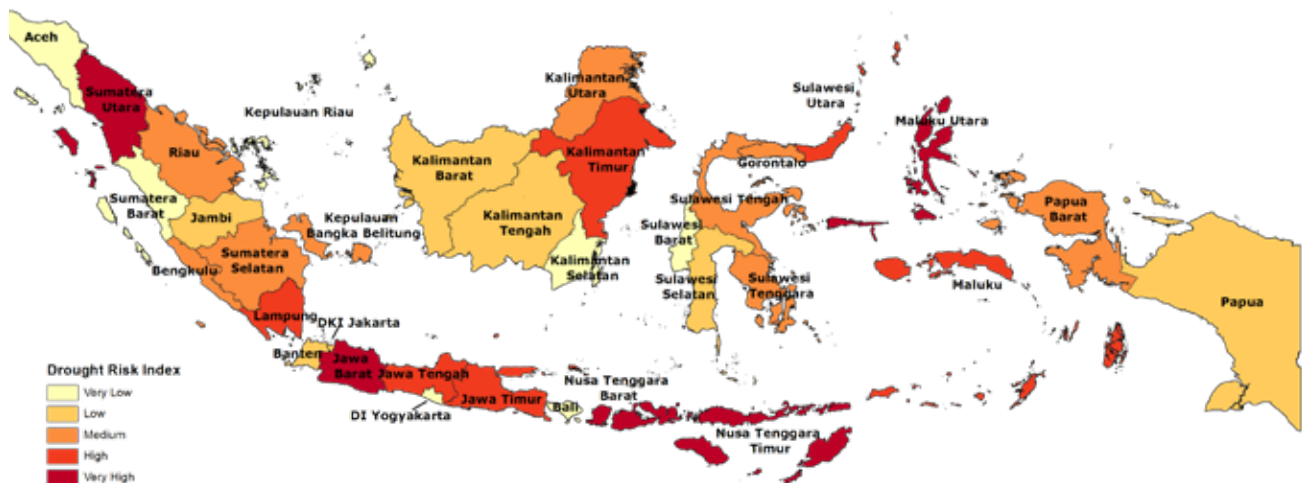 Aceh
Sumatera
Utara
Kepulauan Riau
Riau
Sumatera
Barat
Jambi
Kepulauan
Bangka Belitung
Sumatera
Selatan
Bengkulu
Lampung
DKI Jakarta
Banten
Jawa
Barat
Jawa Tengah
DI Yogyakarta
Jawa Timur
Bali
Nusa Tenggara
Barat
Nusa Tenggara
Timur
Kalimantan
Utara
Kalimantan
Barat
Kalimantan
Timur
Kalimantan
Tengah
Kalimantan
Selatan
Sulawesi
Utara
Gorontalo
Sulawesi Tengah
Sulawesi
Barat
Sulawesi
Selatan
Sulawesi
Tenggara
Maluku Utara
Maluku
Papua
Barat
Papua
Drought Risk Index
Very Low
Low
Medium
High
Very High